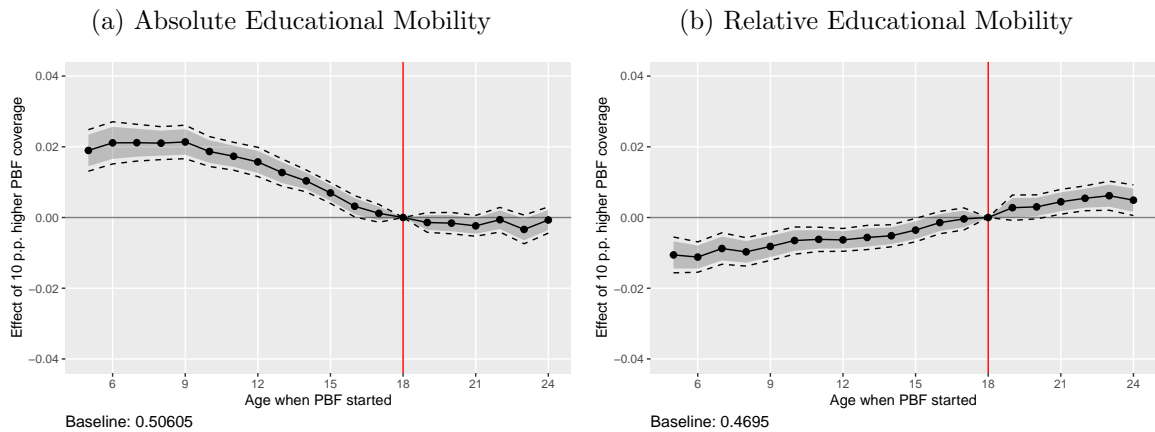 (a) Absolute Educational Mobility
0.04
0.02
0.00
−0.02
−0.04
Effect of 10 p.p. higher PBF coverage
6 9 12 15 18 21 24
Age when PBF started
Baseline: 0.50605
(b) Relative Educational Mobility
0.04
0.02
0.00
−0.02
−0.04
Effect of 10 p.p. higher PBF coverage
6 9 12 15 18 21 24
Age when PBF started
Baseline: 0.4695